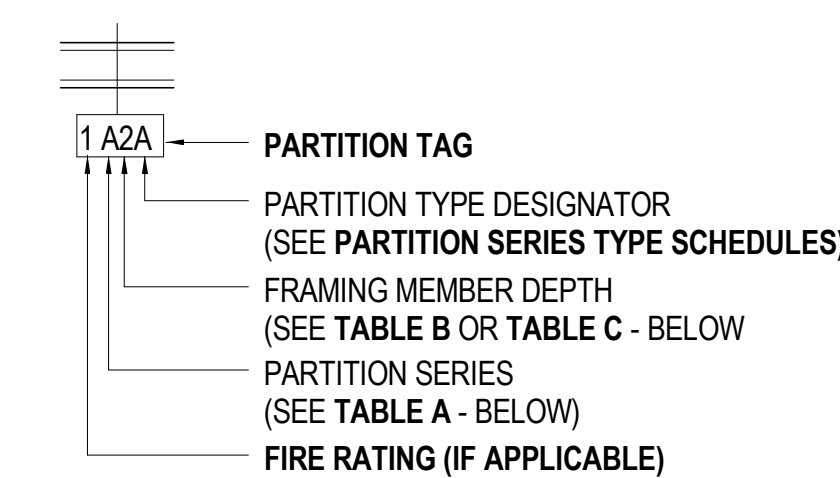 1 A2A
PARTITION TAG
PARTITION TYPE DESIGNATOR
(SEE PARTITION SERIES TYPE SCHEDULES)
FRAMING MEMBER DEPTH
(SEE TABLE B OR TABLE C - BELOW
PARTITION SERIES
(SEE TABLE A - BELOW)
FIRE RATING (IF APPLICABLE)